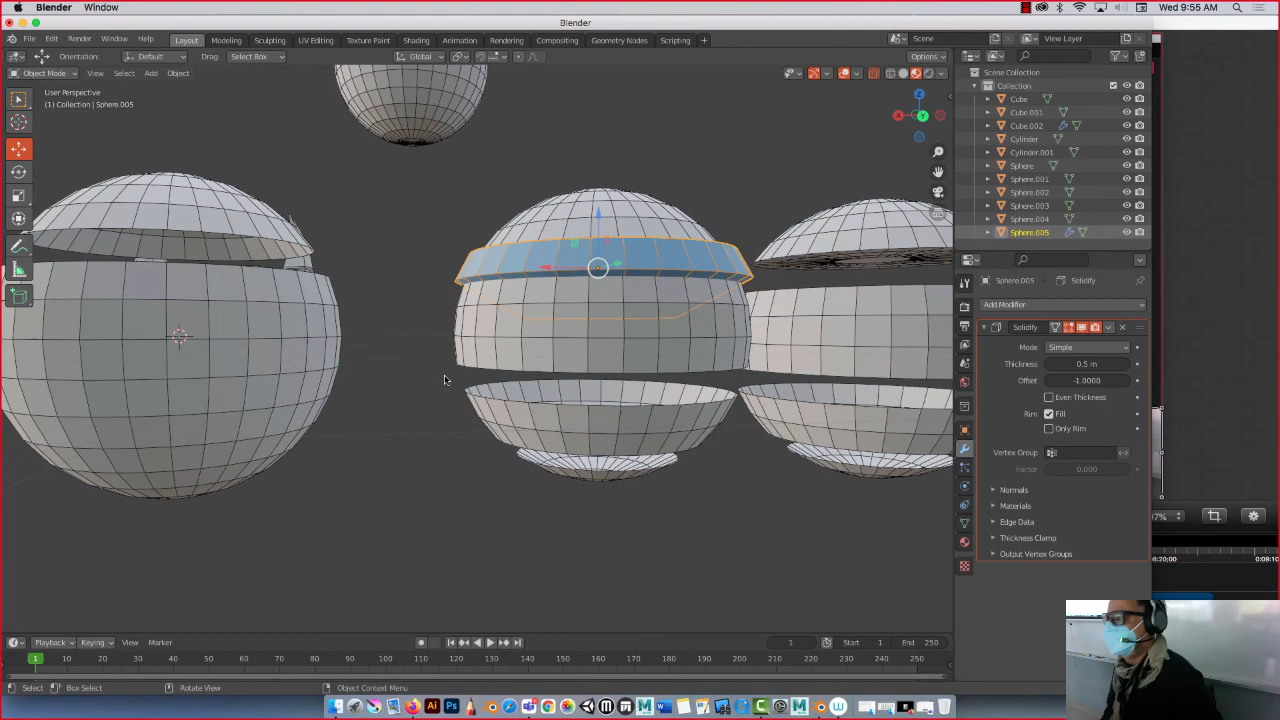 Blender Window
Wed 9:55 AM
Blender
File Edit Render Window Help
Layout Modeling Sculpting UV Editing Texture Paint Shading Animation Rendering Compositing Geometry Nodes Scripting +
Scene
View Layer
Orientation: Default Drag: Select Box
Global
Options
Object Mode View Select Add Object
User Perspective
(1) Collection | Sphere.005
Z
X
Y
Scene Collection
Collection
Cube
Cube.001
Cube.002
Cylinder
Cylinder.001
Sphere
Sphere.001
Sphere.002
Sphere.003
Sphere.004
Sphere.005
Sphere.005 Solidify
Add Modifier
Solidify
Mode Simple
Thickness 0.5 m
Offset -1.0000
Even Thickness
Rim Fill
Only Rim
Vertex Group
Factor 0.000
Normals
Materials
Edge Data
Thickness Clamp
Output Vertex Groups
0:09:10
Playback Keying View Marker
1 Start 1 End 250
1 10 20 30 40 50 60 70 80 90 100 110 120 130 140 150 160 170 180 190 200 210 220 230 240 250
Select Box Select Rotate View Object Context Menu
Ai Ps